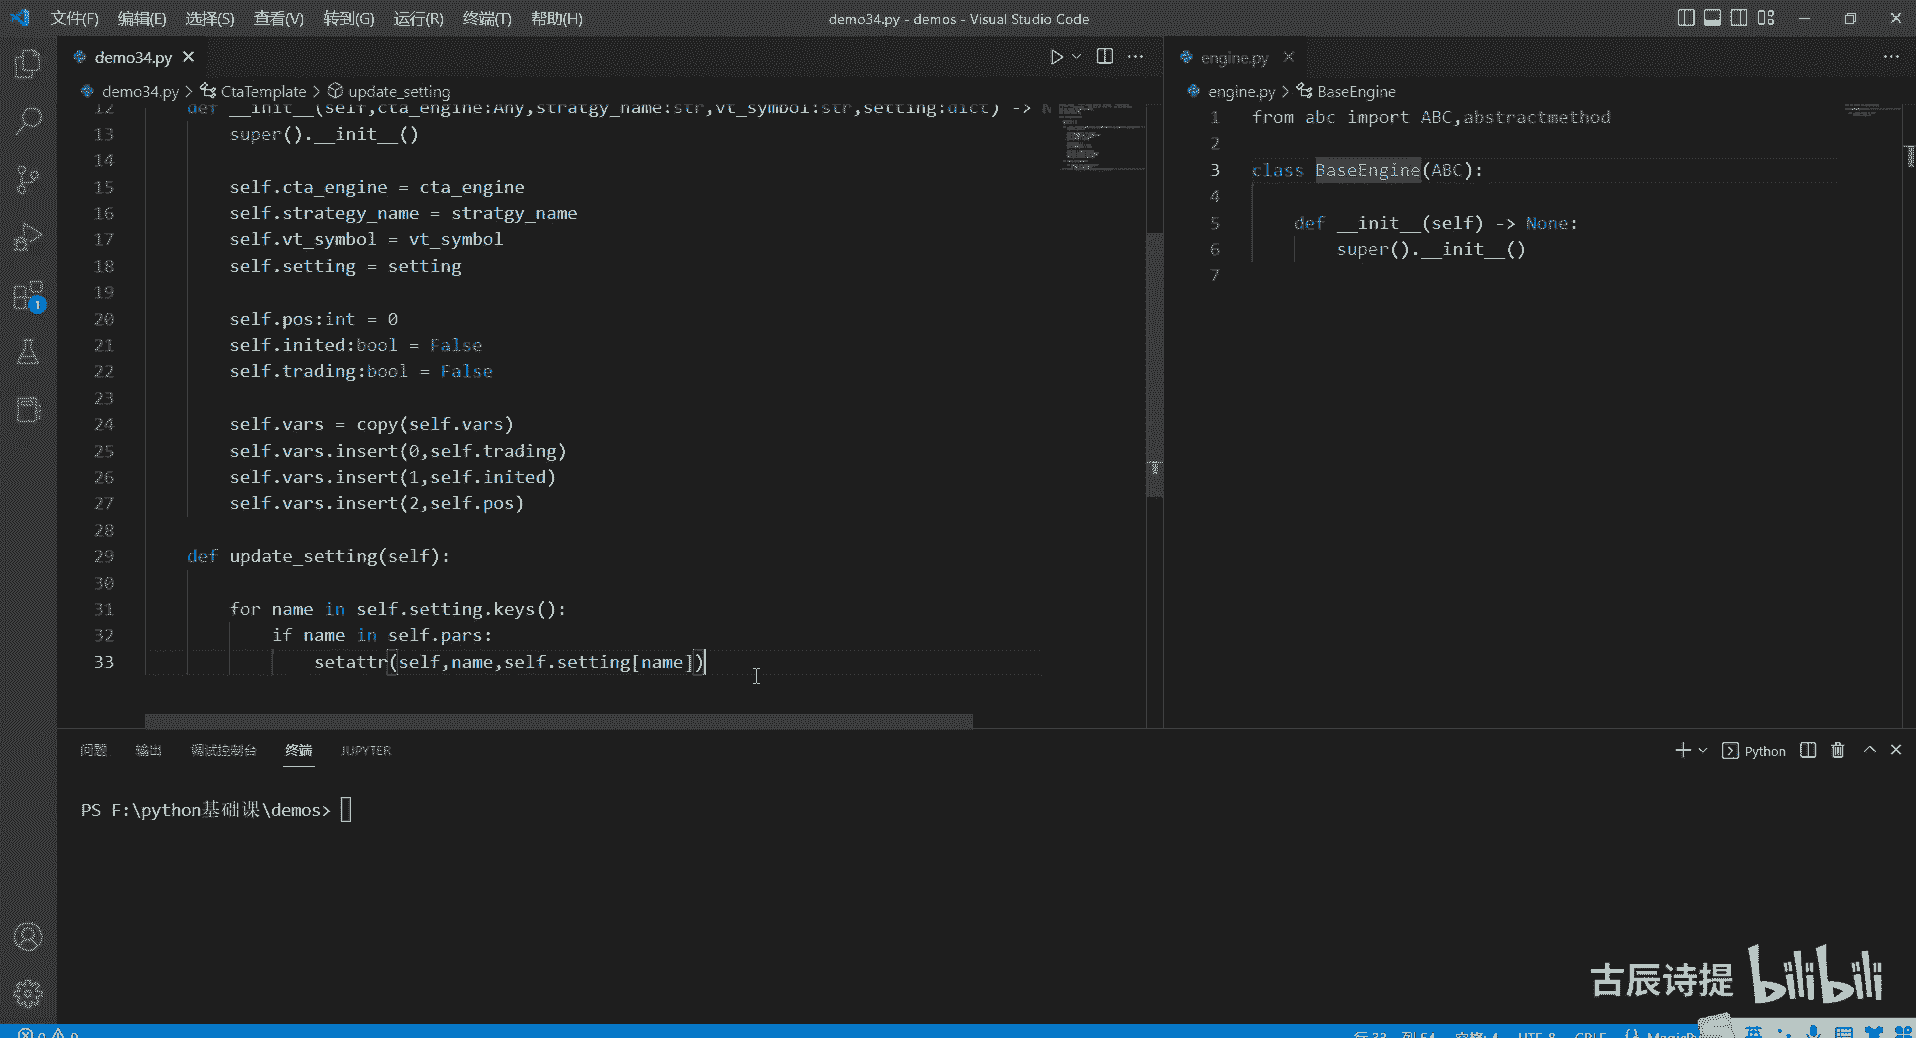 文件(F) 编辑(E) 选择(S) 查看(V) 转到(G) 运行(R) 终端(T) 帮助(H) demo34.py - demos - Visual Studio Code
demo34.py
demo34.py > CtaTemplate > update_setting
12 def __init__(self,cta_engine:Any,stratgy_name:str,vt_symbol:str,setting:dict) -> N
13 super().__init__()
14
15 self.cta_engine = cta_engine
16 self.strategy_name = stratgy_name
17 self.vt_symbol = vt_symbol
18 self.setting = setting
19
20 self.pos:int = 0
21 self.inited:bool = False
22 self.trading:bool = False
23
24 self.vars = copy(self.vars)
25 self.vars.insert(0,self.trading)
26 self.vars.insert(1,self.inited)
27 self.vars.insert(2,self.pos)
28
29 def update_setting(self):
30
31 for name in self.setting.keys():
32 if name in self.pars:
33 setattr(self,name,self.setting[name])
engine.py
engine.py > BaseEngine
1 from abc import ABC,abstractmethod
2
3 class BaseEngine(ABC):
4
5 def __init__(self) -> None:
6 super().__init__()
7
1
问题 输出 调试控制台 终端 JUPYTER
Python
PS F:\python基础课\demos>
古辰诗提 bilibili
行 33 列 54 空格: 4 UTF-8 CRLF 英